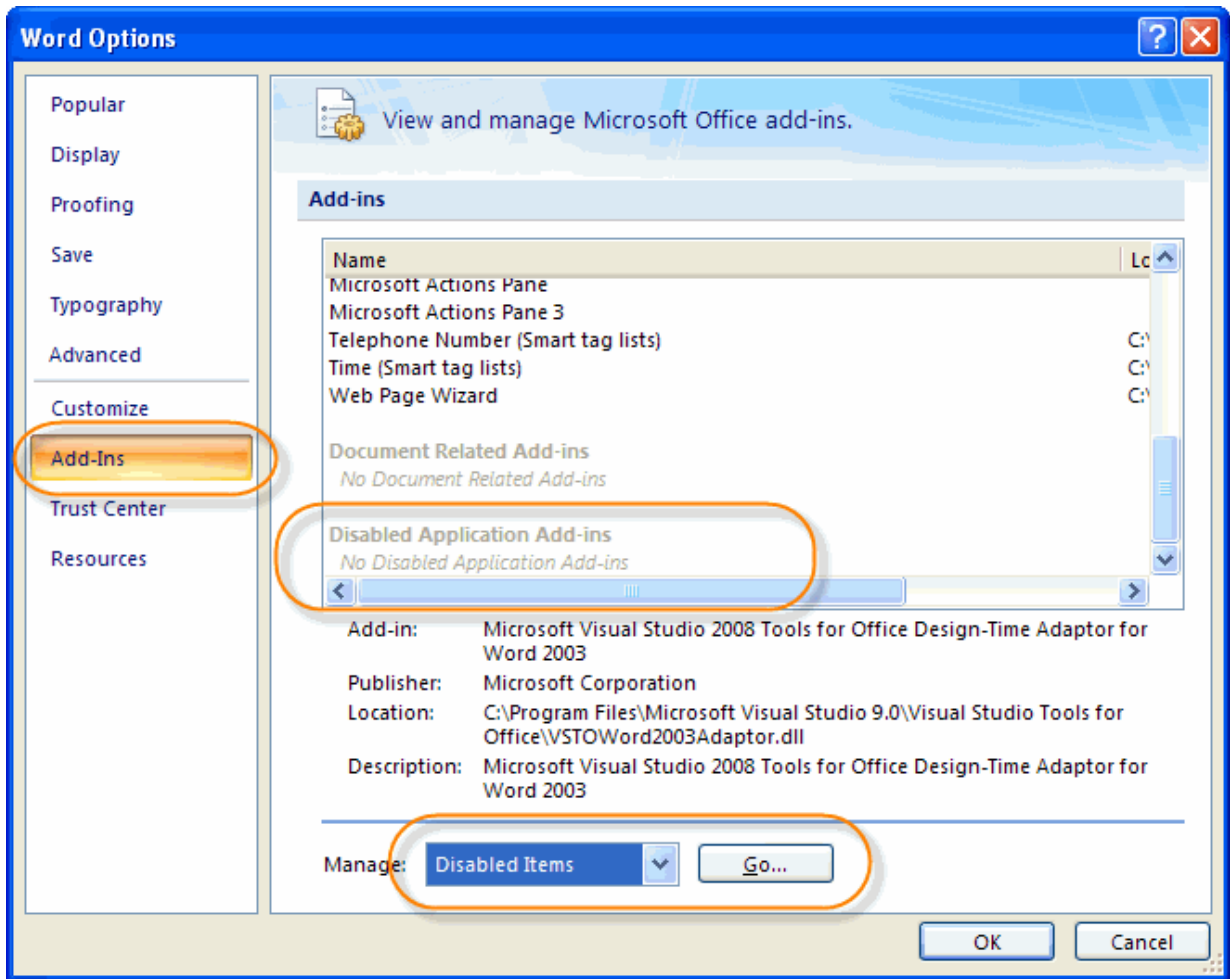 Word Options
Popular
Display
Proofing
Save
Typography
Advanced
Customize
Add-Ins
Trust Center
Resources
View and manage Microsoft Office add-ins.
Add-ins
Name Lc
Microsoft Actions Pane
Microsoft Actions Pane 3
Telephone Number (Smart tag lists) C:\
Time (Smart tag lists) C:\
Web Page Wizard C:\
Document Related Add-ins
No Document Related Add-ins
Disabled Application Add-ins
No Disabled Application Add-ins
Add-in: Microsoft Visual Studio 2008 Tools for Office Design-Time Adaptor for
Word 2003
Publisher: Microsoft Corporation
Location: C:\Program Files\Microsoft Visual Studio 9.0\Visual Studio Tools for
Office\VSTOWord2003Adaptor.dll
Description: Microsoft Visual Studio 2008 Tools for Office Design-Time Adaptor for
Word 2003
Manage: Disabled Items Go...
OK Cancel